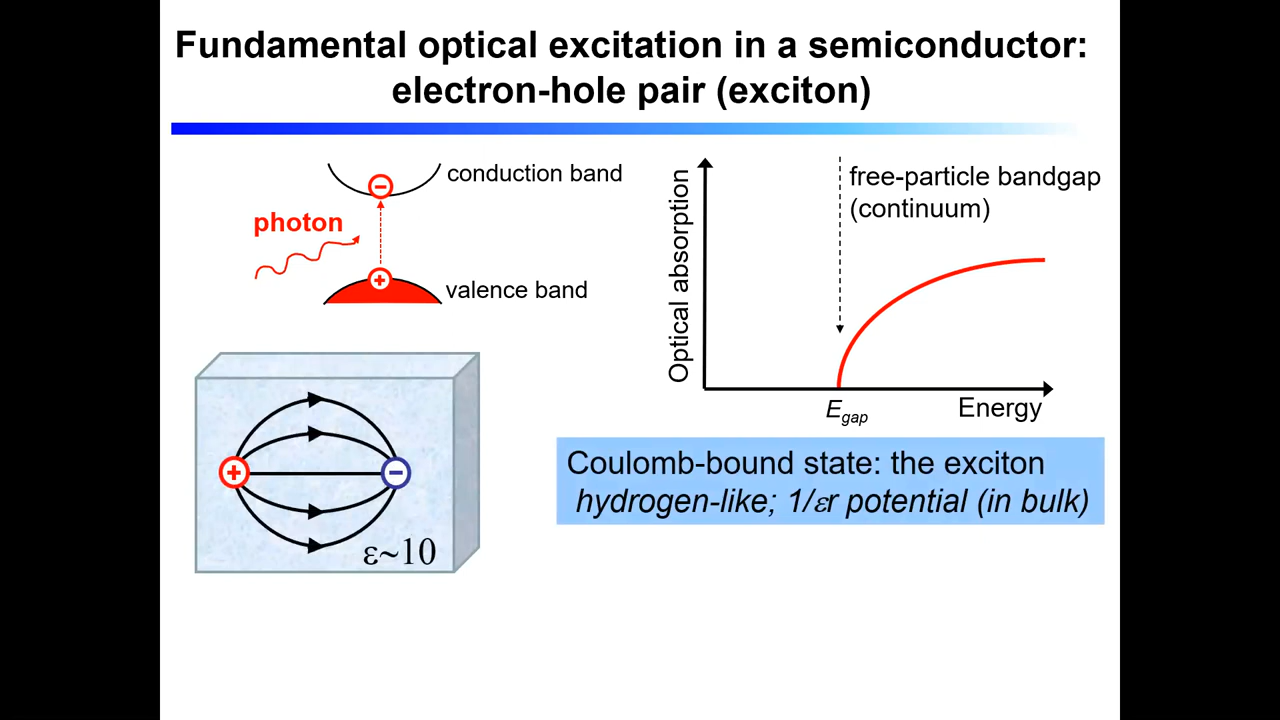 Fundamental optical excitation in a semiconductor:
electron-hole pair (exciton)
conduction band
photon
valence band
ε~10
Optical absorption
free-particle bandgap
(continuum)
Egap
Energy
Coulomb-bound state: the exciton
hydrogen-like; 1/εr potential (in bulk)